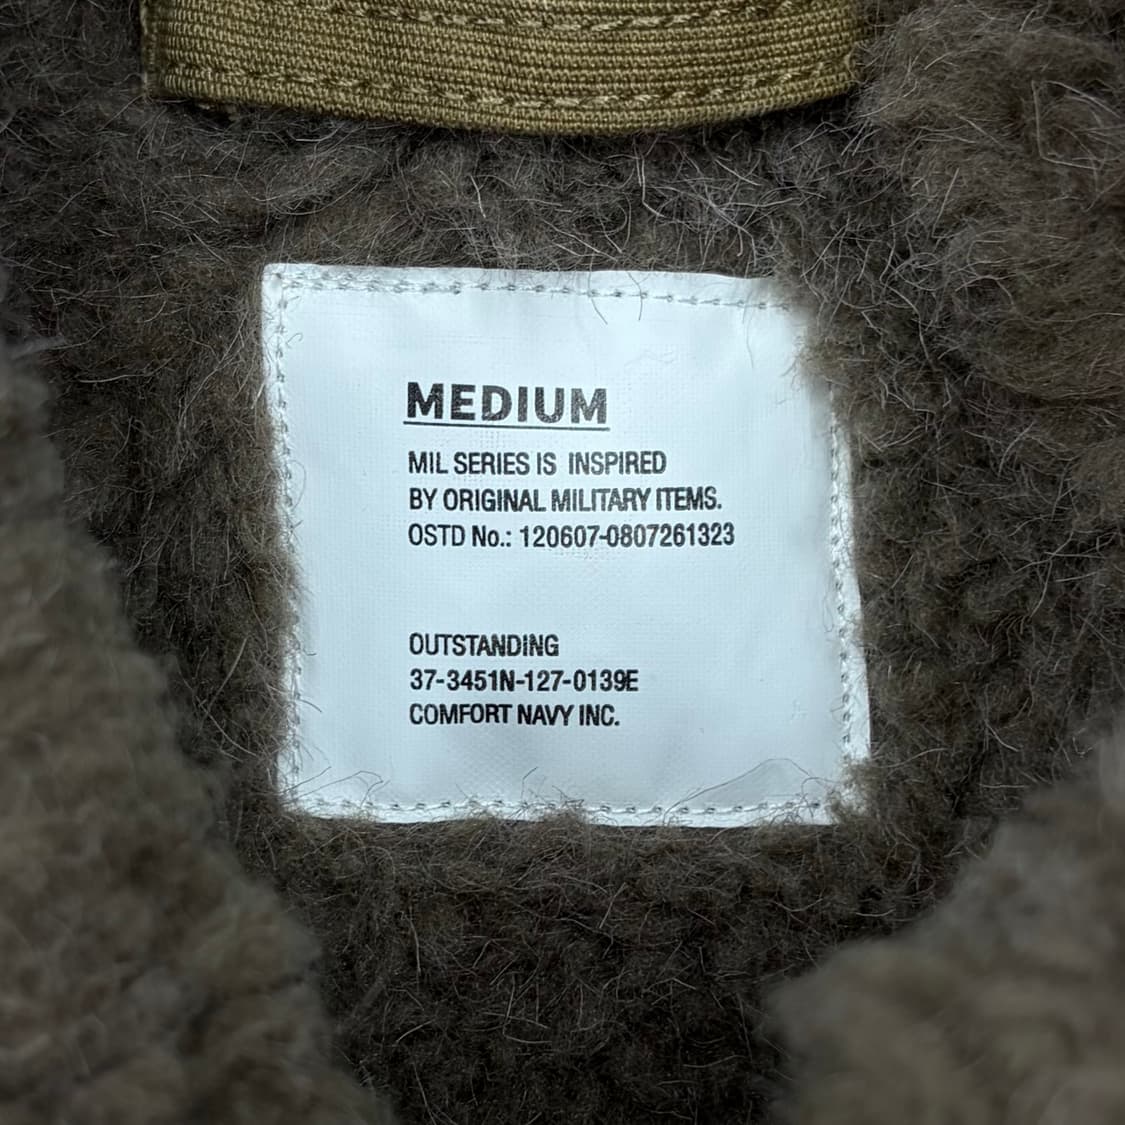 MEDIUM
MIL SERIES IS INSPIRED
BY ORIGINAL MILITARY ITEMS.
OSTD No.: 120607-0807261323
OUTSTANDING
37-3451N-127-0139E
COMFORT NAVY INC.